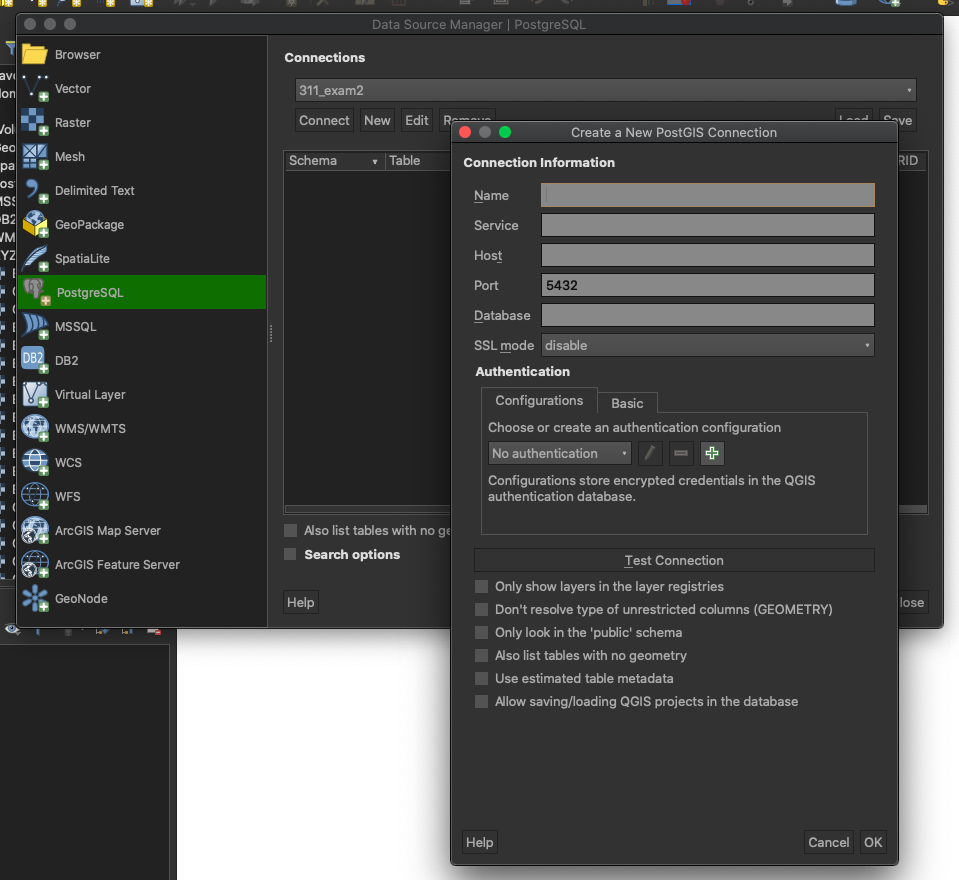 Data Source Manager | PostgreSQL
Browser
Vector
Raster
Mesh
Delimited Text
GeoPackage
SpatiaLite
PostgreSQL
MSSQL
DB2
DB2
Virtual Layer
WMS/WMTS
WCS
WFS
ArcGIS Map Server
ArcGIS Feature Server
GeoNode
Connections
311_exam2
Connect New Edit Remove Load Save
Schema Table RID
Also list tables with no ge
Search options
Help lose
Create a New PostGIS Connection
Connection Information
Name
Service
Host
Port 5432
Database
SSL mode disable
Authentication
Configurations Basic
Choose or create an authentication configuration
No authentication
Configurations store encrypted credentials in the QGIS
authentication database.
Test Connection
Only show layers in the layer registries
Don't resolve type of unrestricted columns (GEOMETRY)
Only look in the 'public' schema
Also list tables with no geometry
Use estimated table metadata
Allow saving/loading QGIS projects in the database
Help Cancel OK